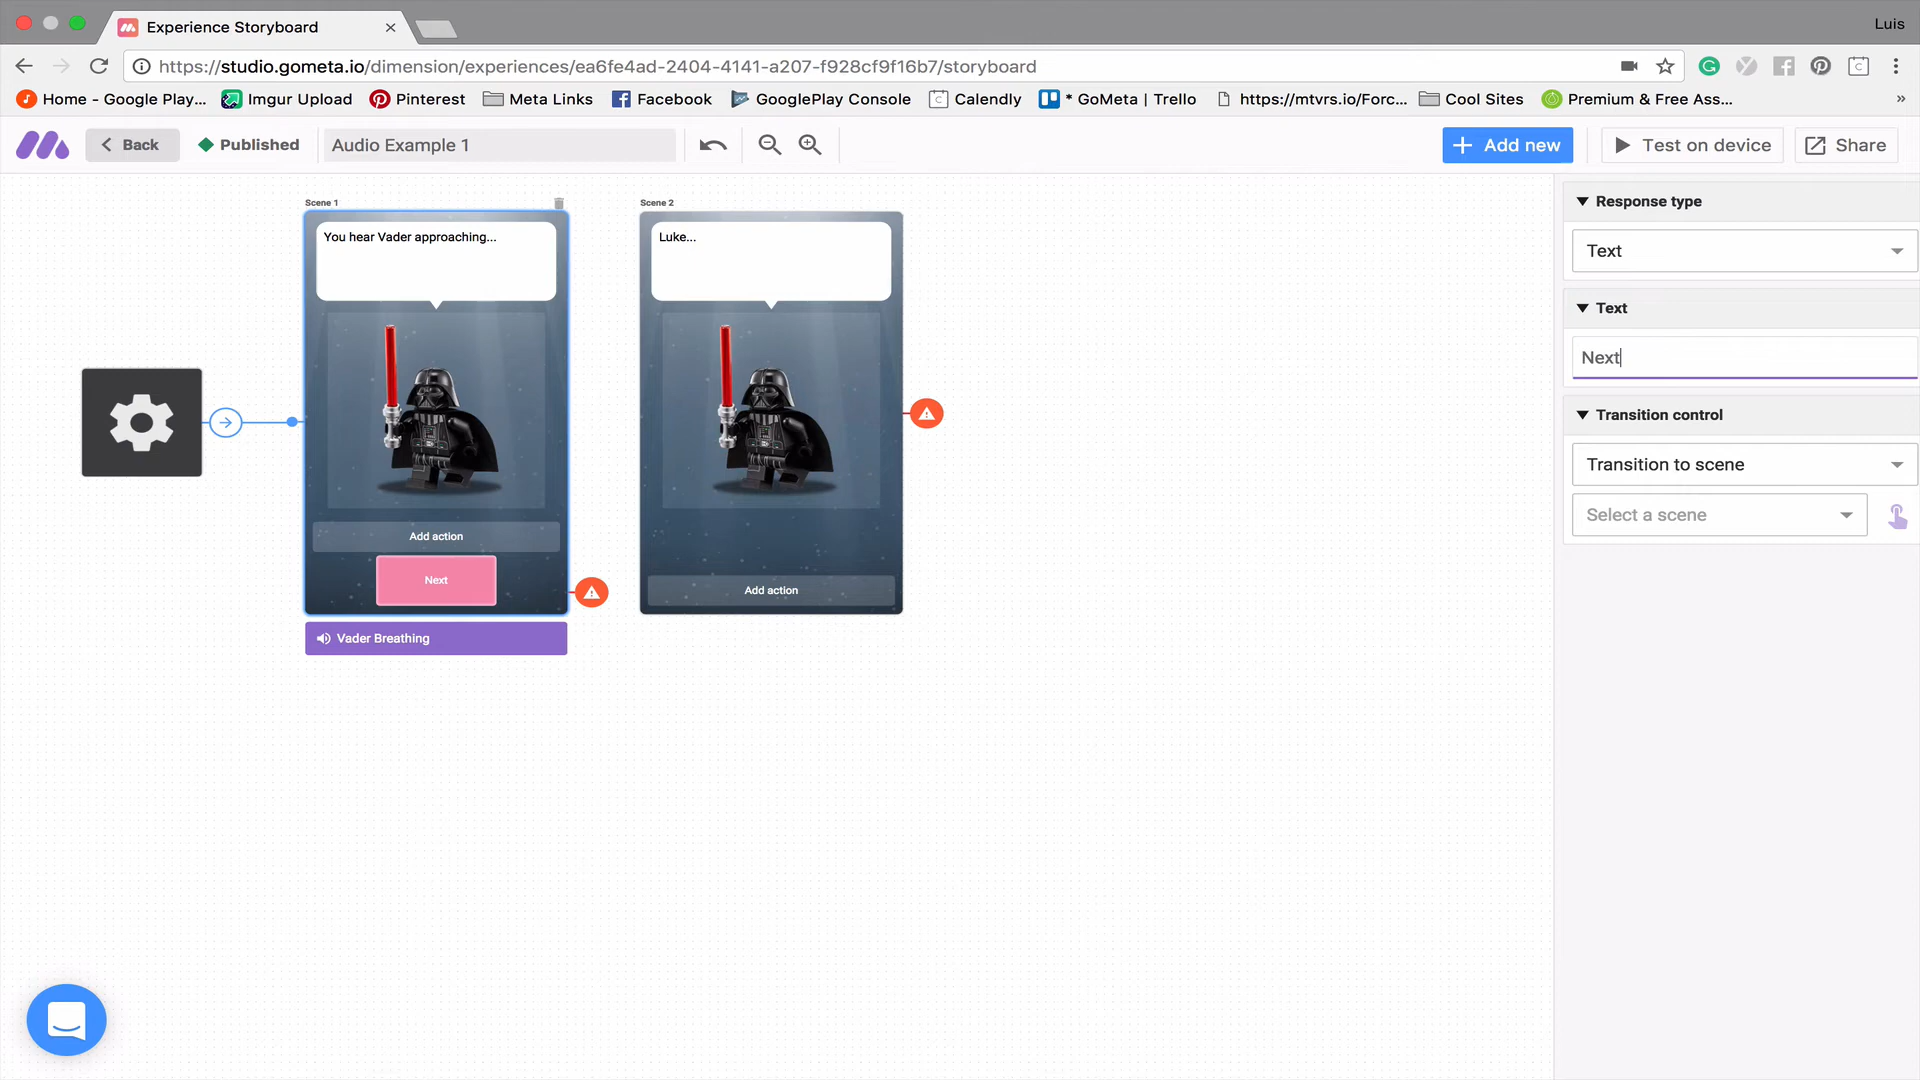 Experience Storyboard
Luis
https://studio.gometa.io/dimension/experiences/ea6fe4ad-2404-4141-a207-f928cf9f16b7/storyboard
Home - Google Play... Imgur Upload Pinterest Meta Links Facebook GooglePlay Console Calendly * GoMeta | Trello https://mtvrs.io/Forc... Cool Sites Premium & Free Ass... »
Back Published Audio Example 1 Add new Test on device Share
Scene 1
You hear Vader approaching...
Add action
Next
Vader Breathing
Scene 2
Luke...
Add action
Response type
Text
Text
Next
Transition control
Transition to scene
Select a scene